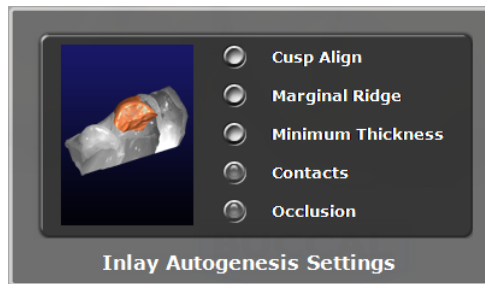 Cusp Align
Marginal Ridge
Minimum Thickness
Contacts
Occlusion
Inlay Autogenesis Settings